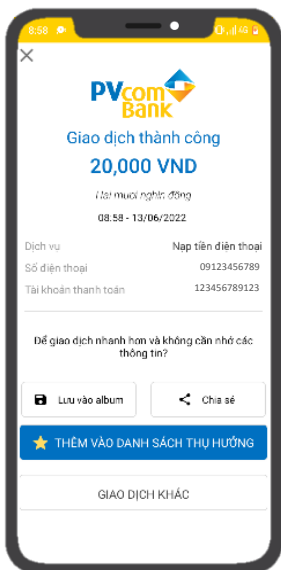 8:58
4G
PVcom
Bank
Giao dịch thành công
20,000 VND
Hai mươi nghìn đồng
08:58 - 13/06/2022
Dịch vụ Nạp tiền điện thoại
Số điện thoại 09123456789
Tài khoản thanh toán 123456789123
Để giao dịch nhanh hơn và không cần nhớ các
thông tin?
Lưu vào album Chia sẻ
THÊM VÀO DANH SÁCH THỤ HƯỞNG
GIAO DỊCH KHÁC